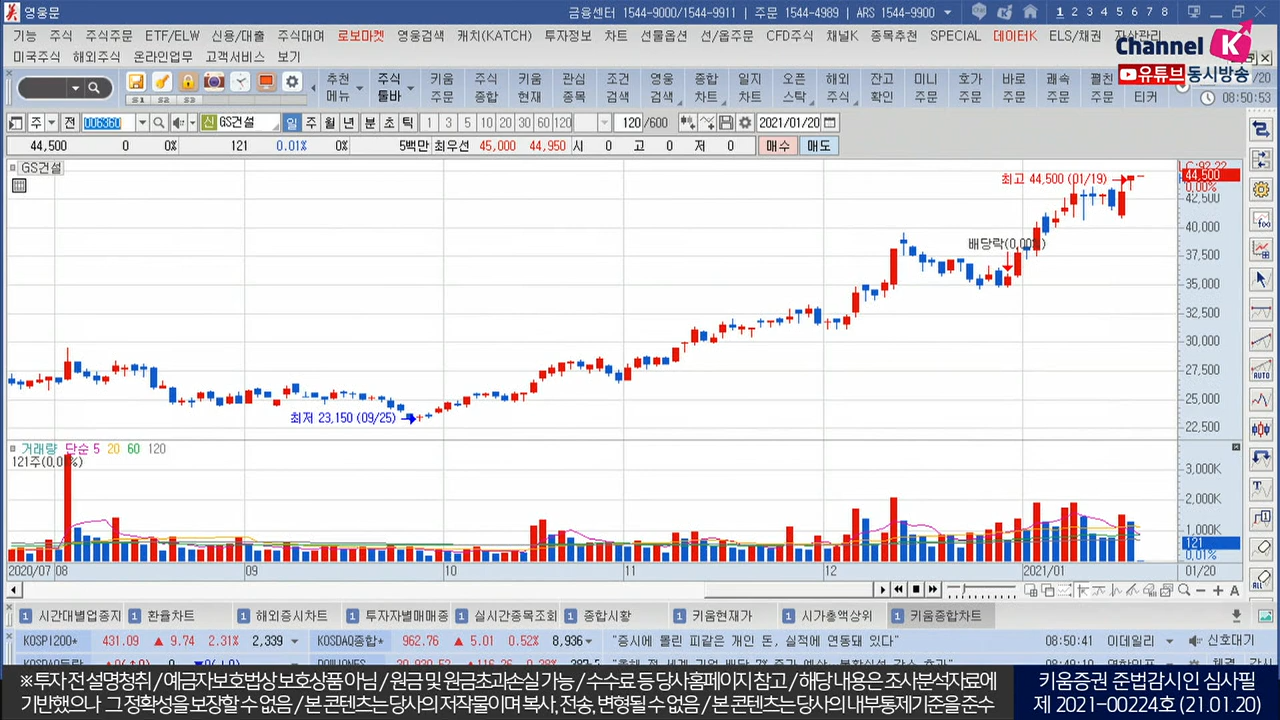 영웅문
금융센터 1544-9000/1544-9911 | 주문 1544-4989 | ARS 1544-9900
1 2 3 4 5 6 7 8
기능 주식 주식주문 ETF/ELW 신용/대출 주식대여 로보마켓 영웅검색 캐치(KATCH) 투자정보 차트 선물옵션 선/옵주문 CFD주식 채널K 종목추천 SPECIAL 데이터K ELS/채권 자산관리
미국주식 해외주식 온라인업무 고객서비스 보기
Channel K
유튜브동시방송
S1 S2 S3
추천 메뉴
주식 툴바
키움 주문
주식 종합
키움 현재
관심 종목
조건 검색
영웅 검색
종합 차트
일지 차트
오픈 스탁
해외 주식
잔고 확인
미니 주문
호가 주문
바로 주문
쾌속 주문
펼친 주문
티커
/20
08:50:53
주 전 006360 신 GS건설 일 주 월 년 분 초 틱 1 3 5 10 20 30 60 120 120 /600 2021/01/20
44,500 0 0% 121 0.01% 0% 5백만 최우선 45,000 44,950 시 0 고 0 저 0 매수 매도
GS건설
LC:92.22
최고 44,500 (01/19)
44,500
0.00%
42,500
배당락(0.00%)
40,000
37,500
35,000
32,500
30,000
27,500
25,000
최저 23,150 (09/25)
22,500
거래량 단순 5 20 60 120
121주(0.01%)
3,000K
2,000K
1,000K
121
0.01%
2020/07 08 09 10 11 12 2021/01 01/20
A
AUTO
ALL
1 시간대별업종지 1 환율차트 1 해외증시차트 1 투자자별매매종 1 실시간종목조회 1 종합시황 1 키움현재가 1 시가총액상위 1 키움종합차트
KOSPI200* 431.09 ▲ 9.74 2.31% 2,339 KOSDAQ종합* 962.76 ▲ 5.01 0.52% 8,936 "증시에 몰린 피같은 개인 돈, 실적에 연동돼 있다" 08:50:41 이데일리 신호대기
※ 투자 전 설명청취 / 예금자보호법상 보호상품 아님 / 원금 및 원금초과손실 가능 / 수수료 등 당사홈페이지 참고 / 해당 내용은 조사분석자료에
기반했으나 그 정확성을 보장할 수 없음 / 본 콘텐츠는 당사의 저작물이며 복사, 전송, 변형될 수 없음 / 본 콘텐츠는 당사의 내부통제기준을 준수
키움증권 준법감시인 심사필
제 2021-00224호 (21.01.20)